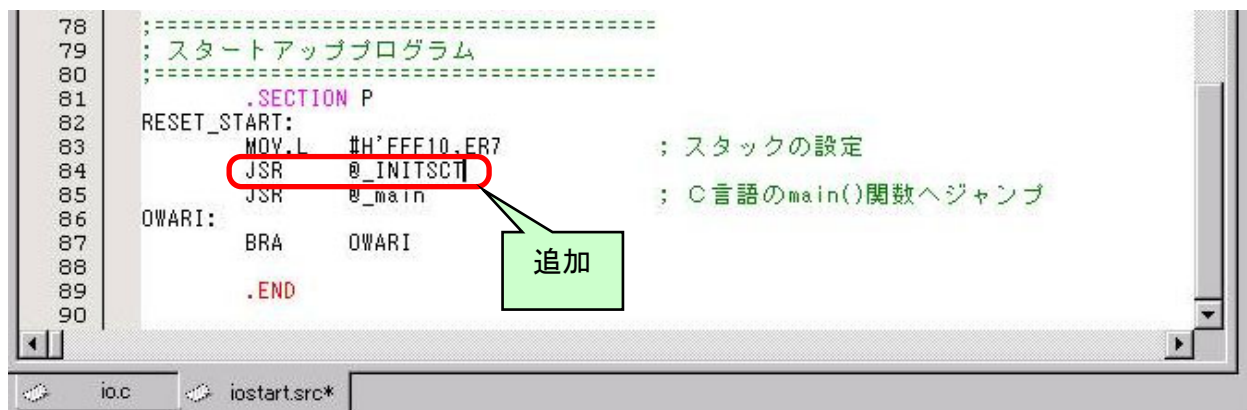 78 ;=======================================
79 ; スタートアッププログラム
80 ;=======================================
81 .SECTION P
82 RESET_START:
83 MOV.L #H'FFF10,ER7 ; スタックの設定
84 JSR @_INITSCT
85 JSR @_main ; C言語のmain()関数へジャンプ
86 OWARI:
87 BRA OWARI
88
89 .END
90
追加
io.c iostart.src*